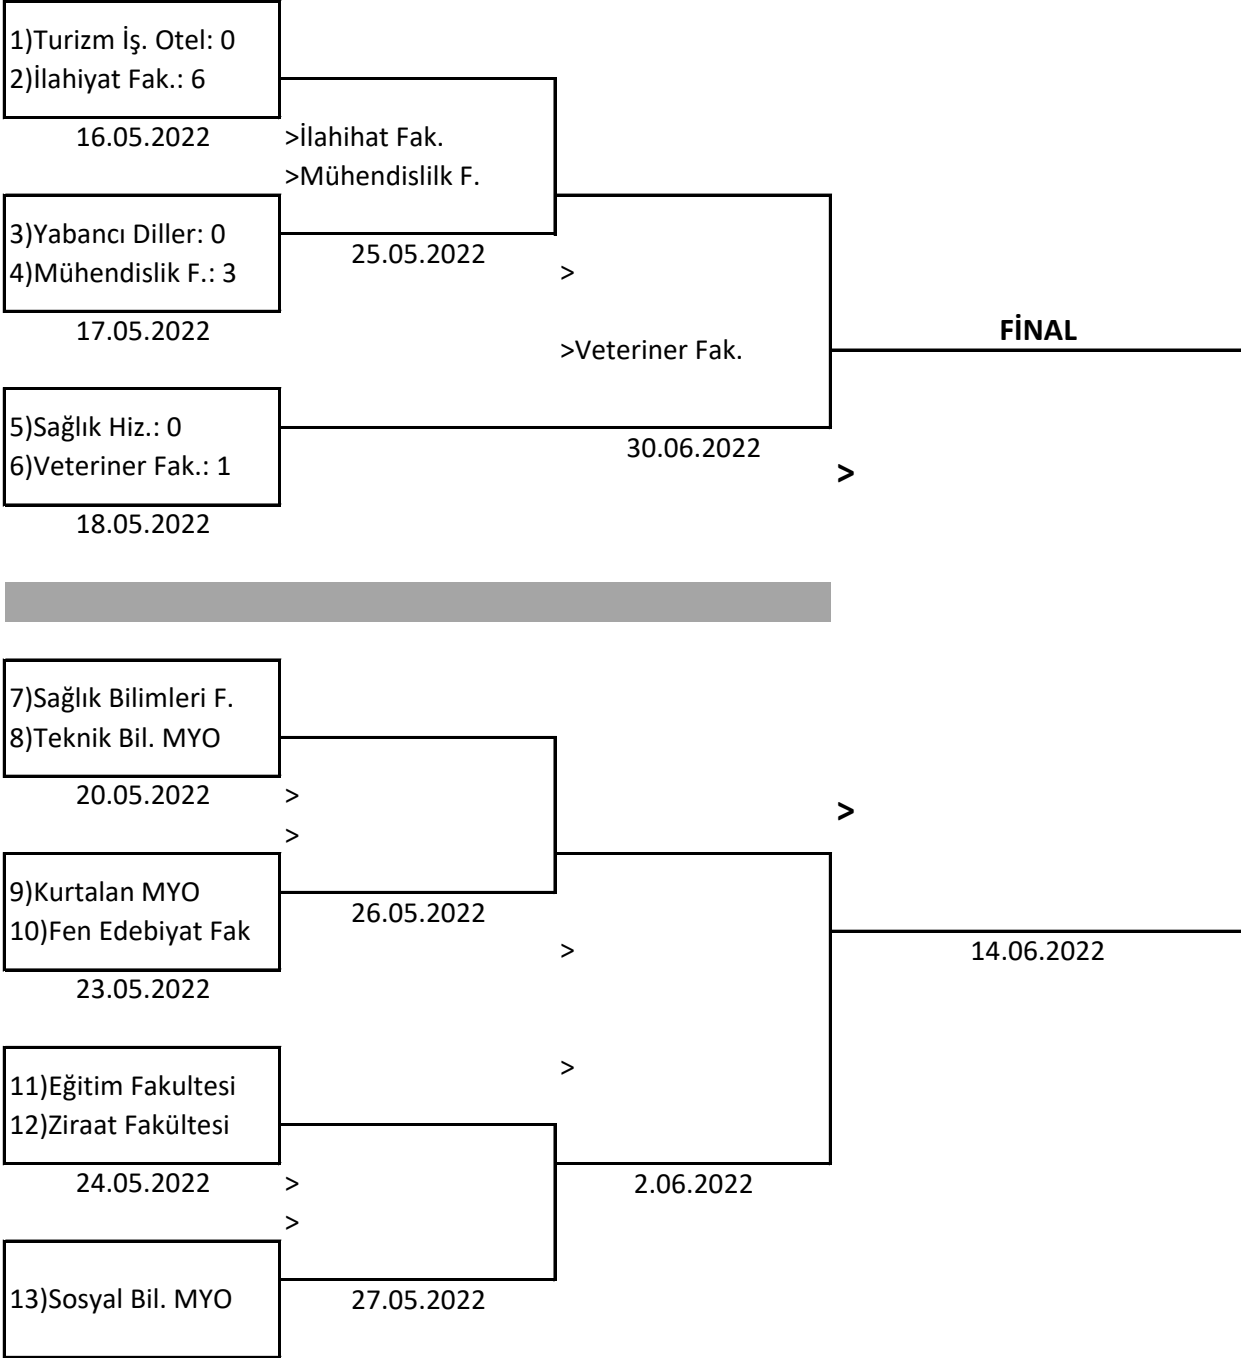 1)Turizm İş. Otel: 0
2)İlahiyat Fak.: 6
16.05.2022
>İlahihat Fak.
>Mühendislilk F.
3)Yabancı Diller: 0
4)Mühendislik F.: 3
25.05.2022
>
17.05.2022
FİNAL
>Veteriner Fak.
5)Sağlık Hiz.: 0
6)Veteriner Fak.: 1
30.06.2022
>
18.05.2022
7)Sağlık Bilimleri F.
8)Teknik Bil. MYO
20.05.2022
>
>
>
9)Kurtalan MYO
10)Fen Edebiyat Fak
26.05.2022
>
14.06.2022
23.05.2022
>
11)Eğitim Fakultesi
12)Ziraat Fakültesi
24.05.2022
>
2.06.2022
>
13)Sosyal Bil. MYO
27.05.2022